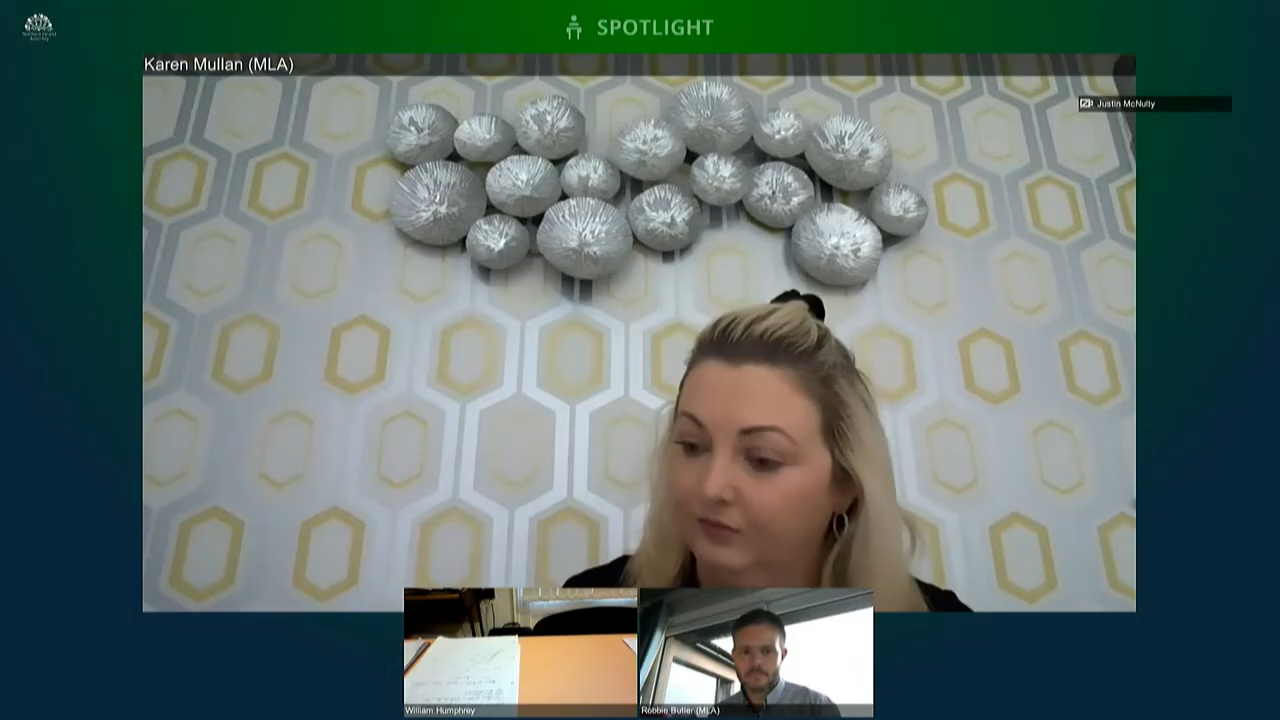 SPOTLIGHT
Karen Mullan (MLA)
Justin McNulty
William Humphrey
Robbie Butler (MLA)